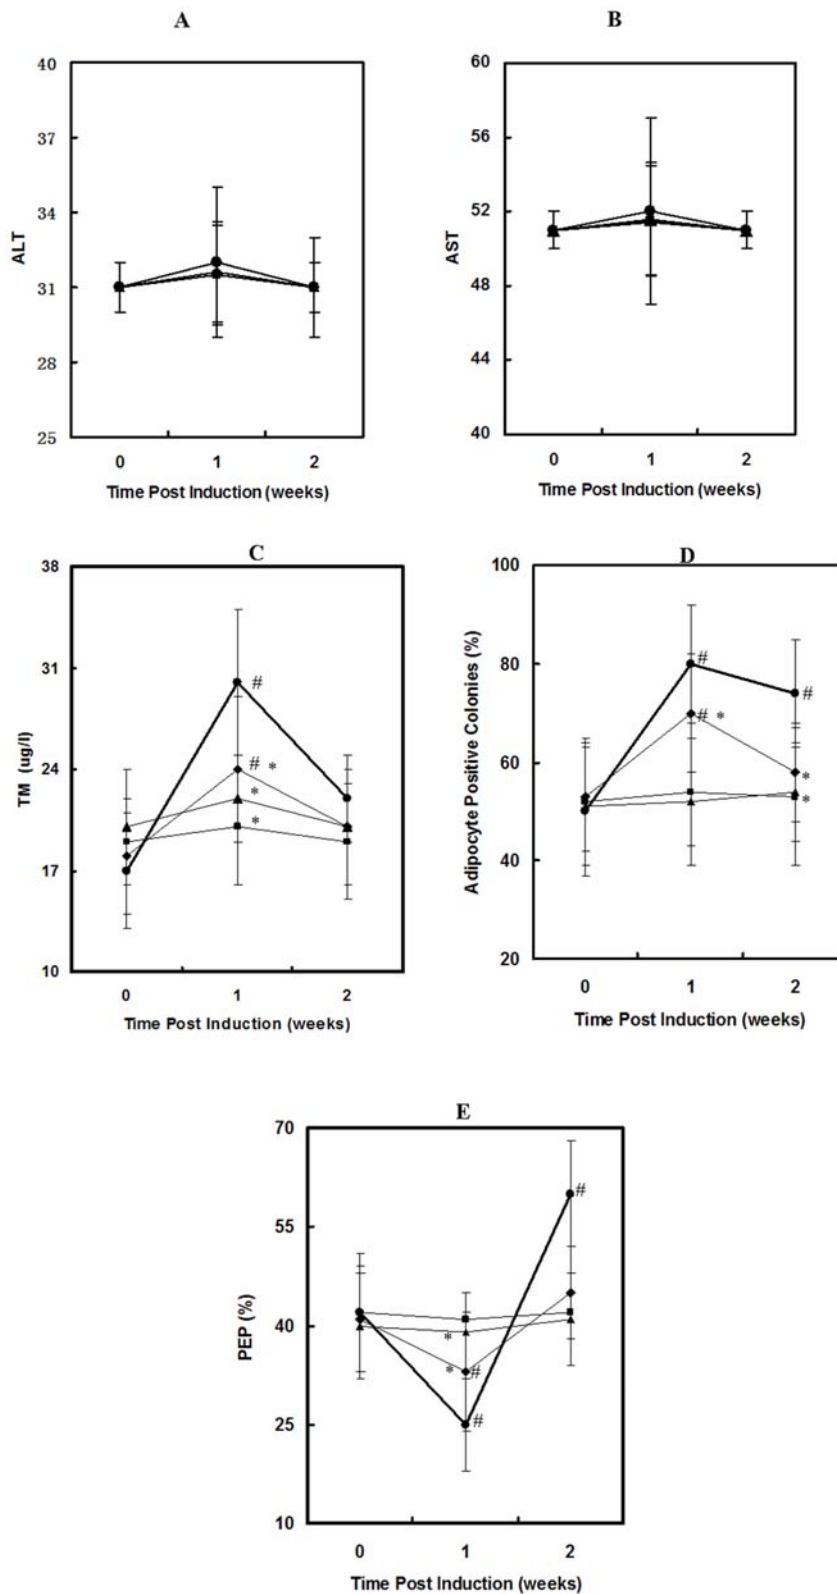 A
40
37
34
31
28
25
ALT
0 1 2
Time Post Induction (weeks)
B
60
56
52
48
44
40
AST
0 1 2
Time Post Induction (weeks)
C
38
31
24
17
10
TM (ug/l)
#
# *
*
*
0 1 2
Time Post Induction (weeks)
D
100
80
60
40
20
Adipocyte Positive Colonies (%)
#
#
# *
*
*
0 1 2
Time Post Induction (weeks)
E
70
55
40
25
10
PEP (%)
#
*
* #
#
0 1 2
Time Post Induction (weeks)